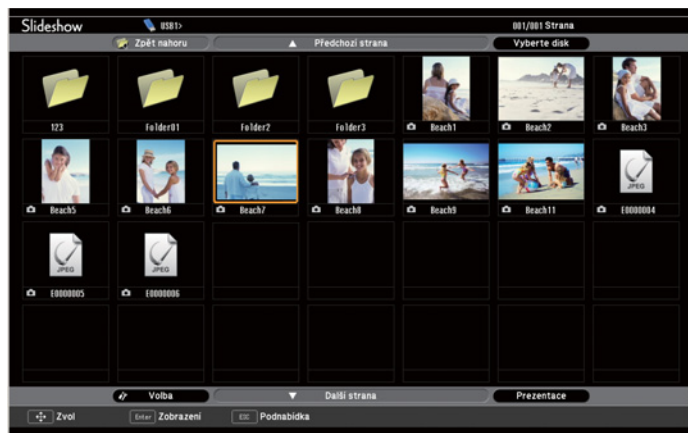 Slideshow USB1> 001/001 Strana
Zpět nahoru ▲ Předchozí strana Vyberte disk
123 Folder01 Folder2 Folder3 Beach1 Beach2 Beach3
JPEG
Beach5 Beach6 Beach7 Beach8 Beach9 Beach11 E0000004
JPEG JPEG
E0000005 E0000006
Volba ▼ Další strana Prezentace
Zvol Enter Zobrazení ESC Podnabídka